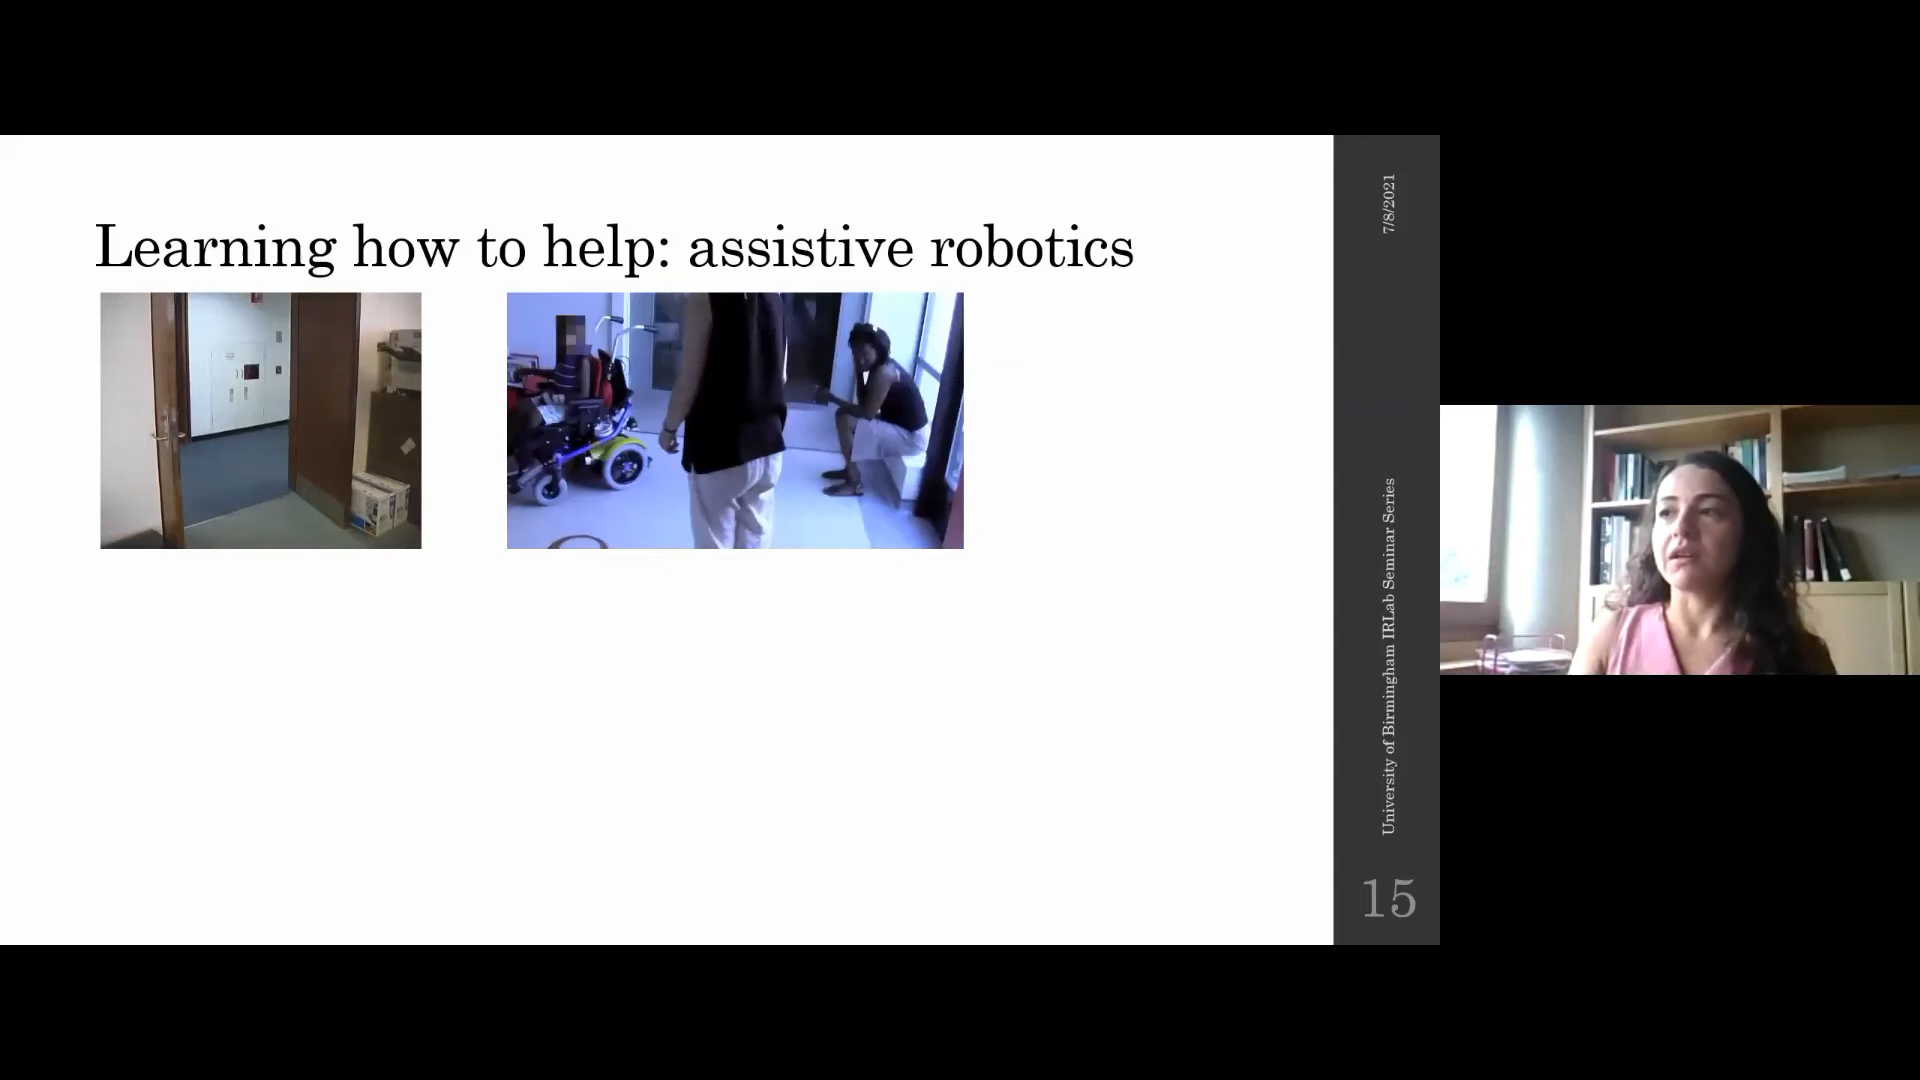 Learning how to help: assistive robotics
7/8/2021
University of Birmingham IRLab Seminar Series
15